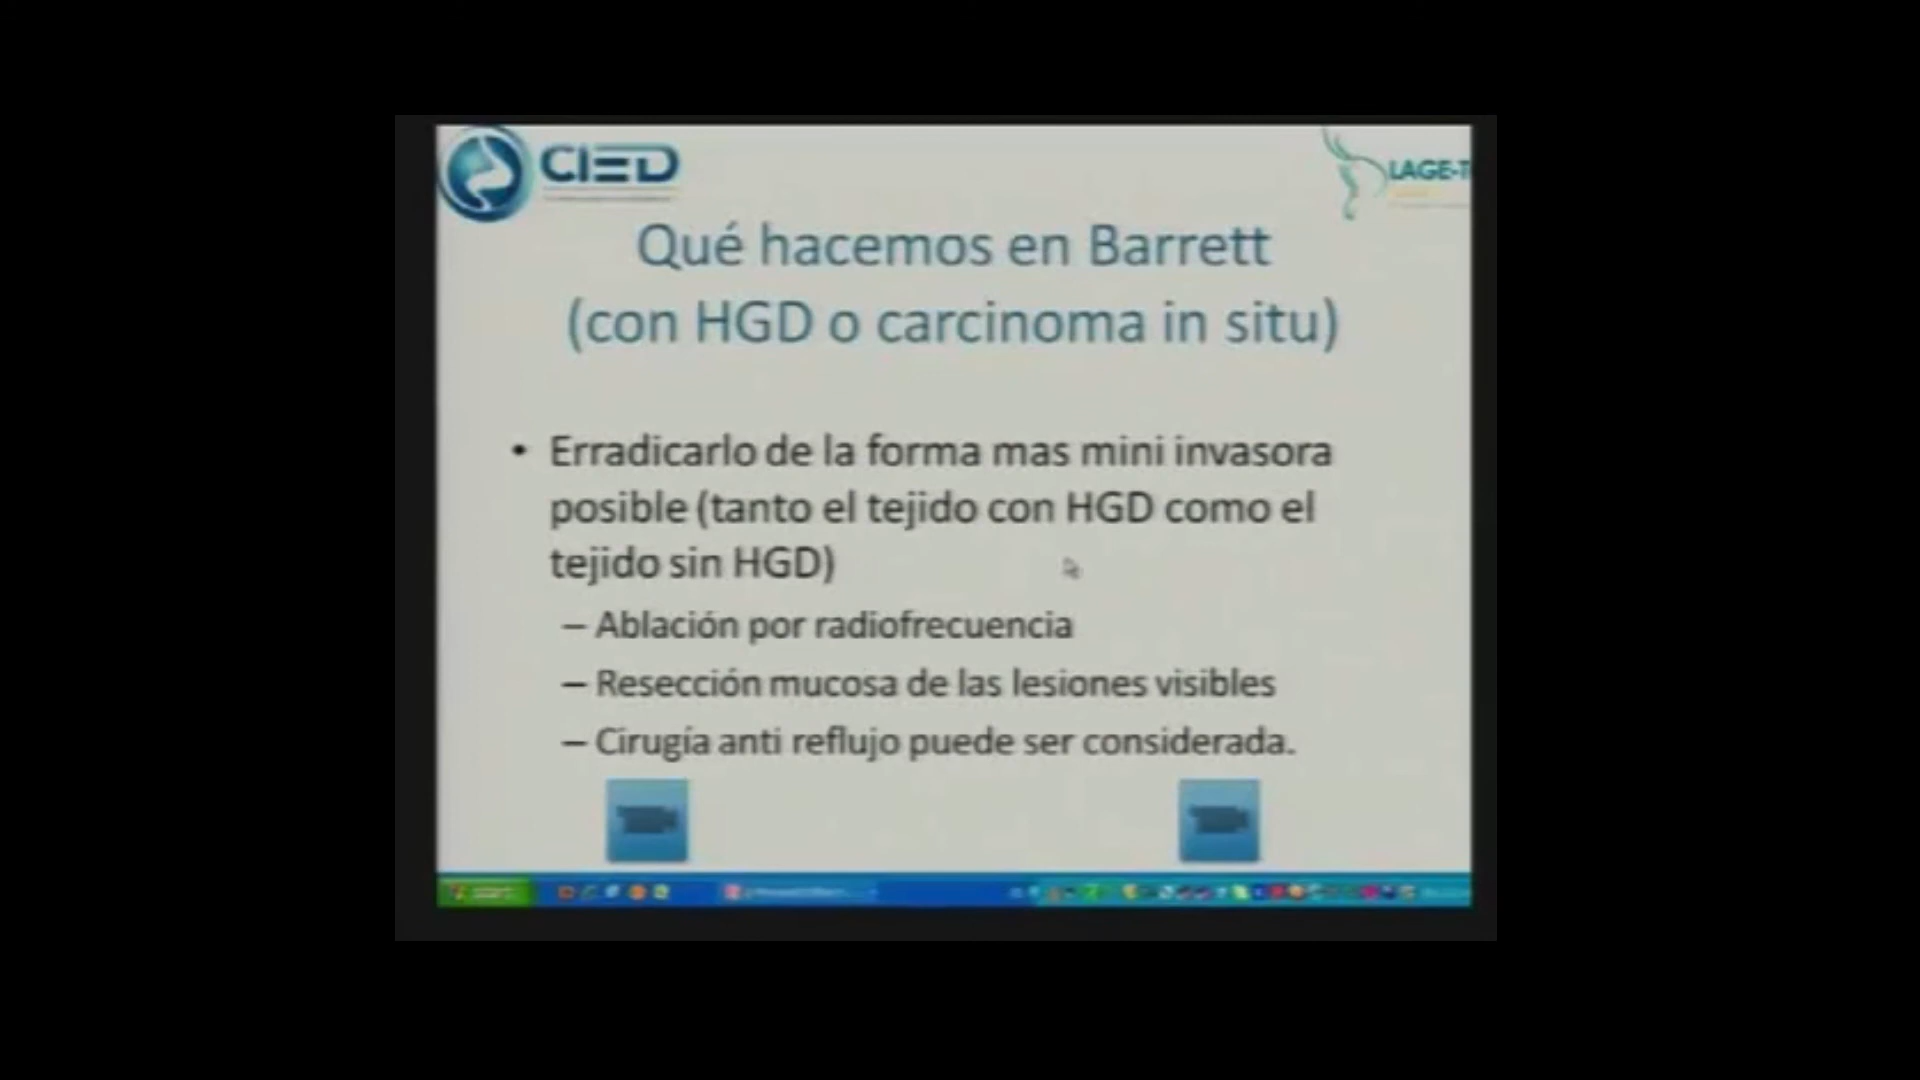 CIED
LAGE-T
Qué hacemos en Barrett
(con HGD o carcinoma in situ)
• Erradicarlo de la forma mas mini invasora
posible (tanto el tejido con HGD como el
tejido sin HGD)
– Ablación por radiofrecuencia
– Resección mucosa de las lesiones visibles
– Cirugía anti reflujo puede ser considerada.